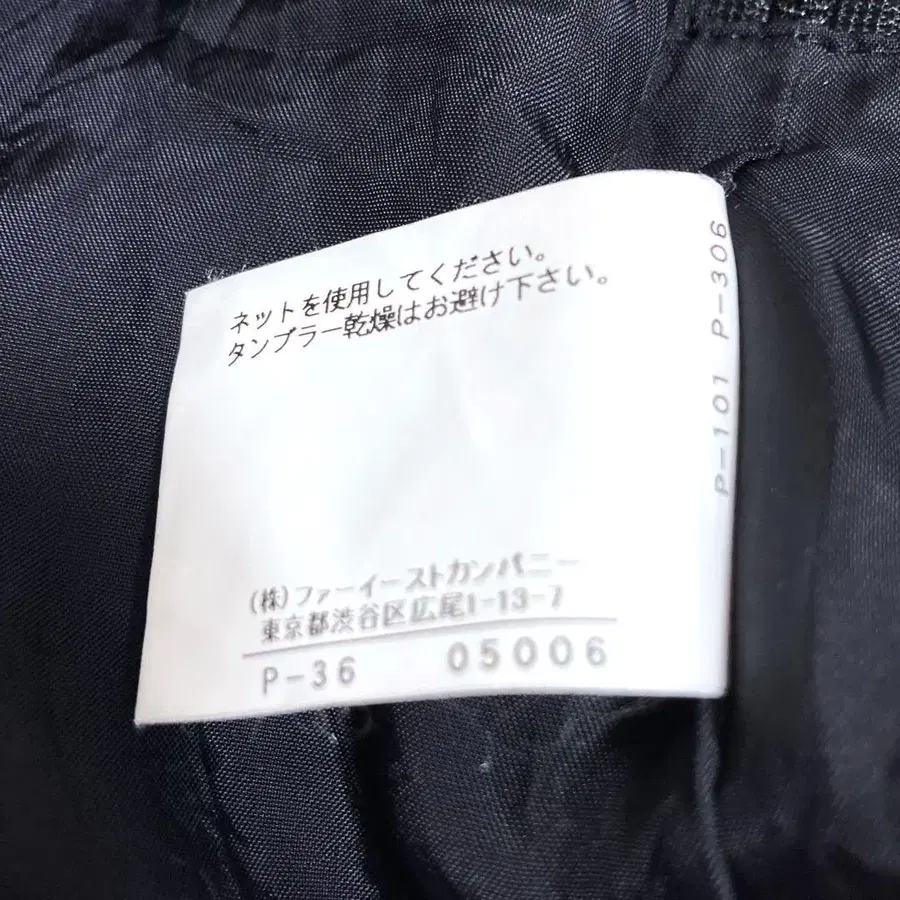 ネットを使用してください。
タンブラー乾燥はお避け下さい。
P-101 P-306
(株)ファーイーストカンパニー
東京都渋谷区広尾1-13-7
P-36 05006